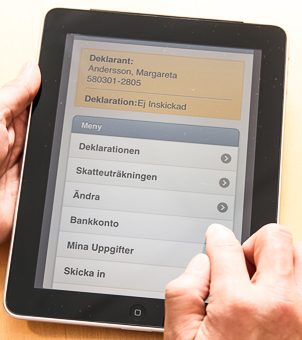 Deklarant:
Andersson, Margareta
580301-2805
Deklaration:Ej Inskickad
Meny
Deklarationen
Skatteuträkningen
Ändra
Bankkonto
Mina Uppgifter
Skicka in